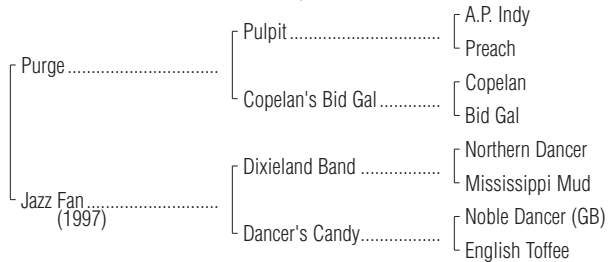 A.P. Indy
Pulpit................................
Preach
Purge................................
Copelan
Copelan's Bid Gal.............
Bid Gal
Northern Dancer
Dixieland Band .................
Mississippi Mud
Jazz Fan............................
(1997)
Noble Dancer (GB)
Dancer's Candy.................
English Toffee